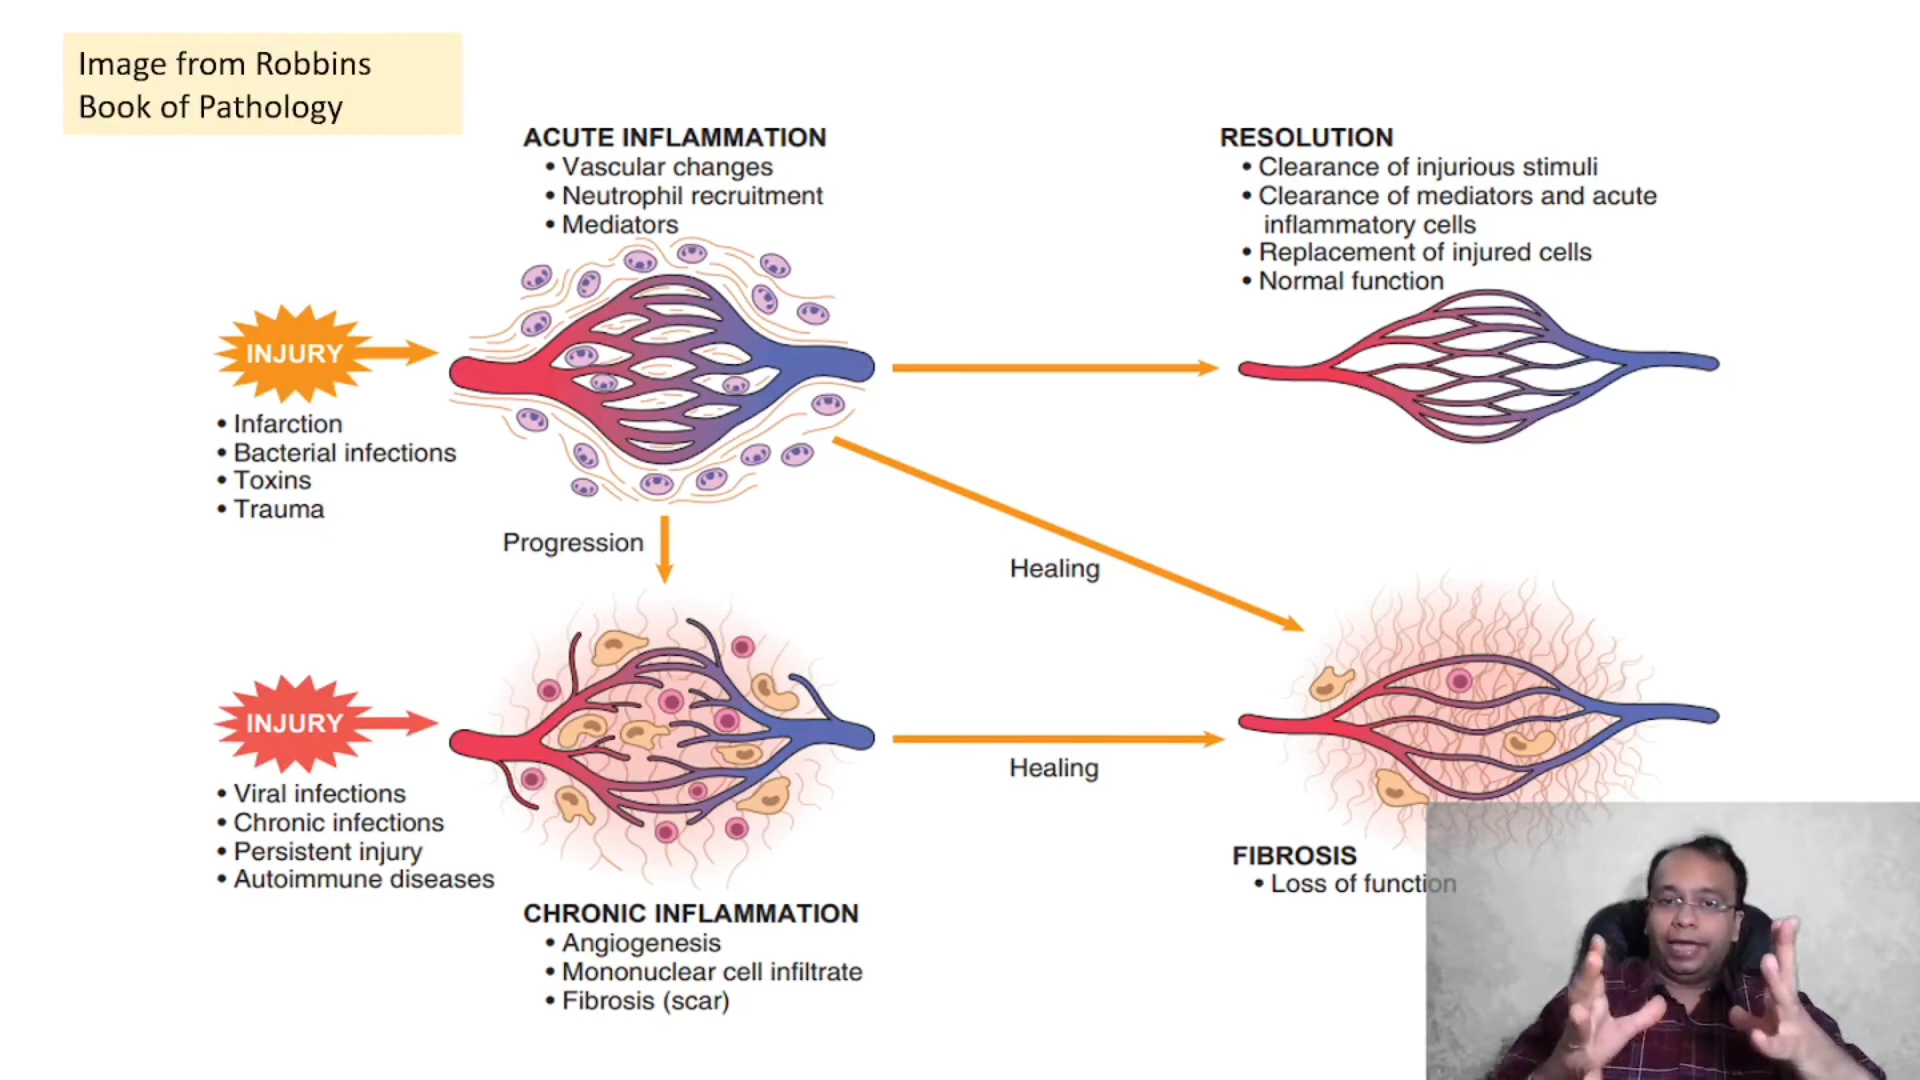 Image from Robbins
Book of Pathology
ACUTE INFLAMMATION
• Vascular changes
• Neutrophil recruitment
• Mediators
RESOLUTION
• Clearance of injurious stimuli
• Clearance of mediators and acute
inflammatory cells
• Replacement of injured cells
• Normal function
INJURY
• Infarction
• Bacterial infections
• Toxins
• Trauma
Progression
Healing
INJURY
• Viral infections
• Chronic infections
• Persistent injury
• Autoimmune diseases
Healing
CHRONIC INFLAMMATION
• Angiogenesis
• Mononuclear cell infiltrate
• Fibrosis (scar)
FIBROSIS
• Loss of function